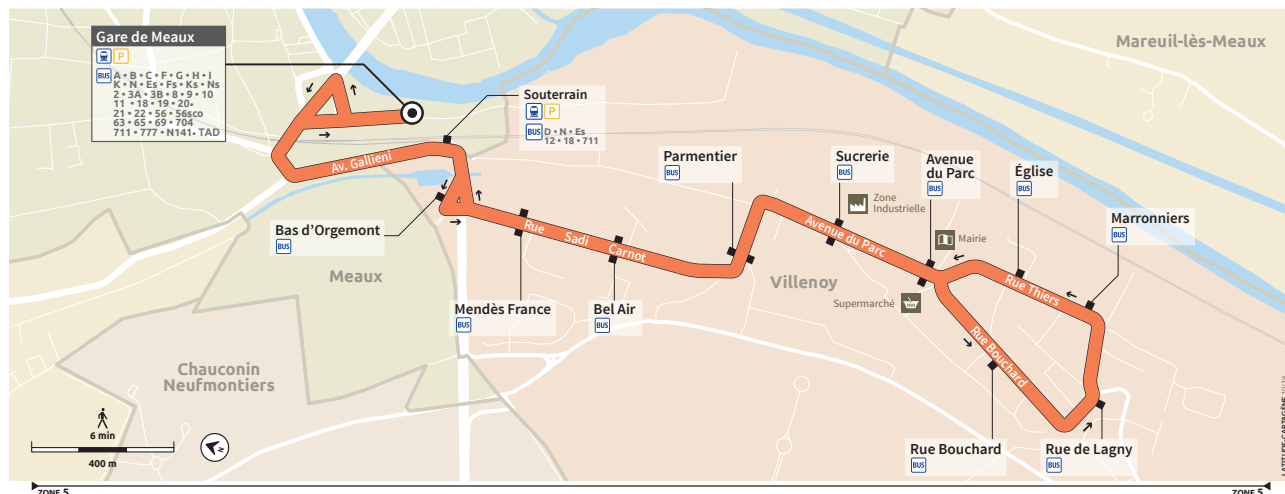 Gare de Meaux
P
BUS
A • B • C • F • G • H • I
K • N • Es • Fs • Ks • Ns
2 • 3A • 3B • 8 • 9 • 10
11 • 18 • 19 • 20•
21 • 22 • 56 • 56sco
63 • 65 • 69 • 704
711 • 777 • N141• TAD
Mareuil-lès-Meaux
Souterrain
P
BUS
D • N • Es
12 • 18 • 711
Av. Gallieni
Parmentier
BUS
Sucrerie
BUS
Avenue
du Parc
BUS
Église
BUS
Marronniers
BUS
Zone
Industrielle
Mairie
Bas d’Orgemont
BUS
Rue Sadi Carnot
Avenue du Parc
Meaux
Villenoy
Rue Thiers
Supermarché
Mendès France
BUS
Bel Air
BUS
Rue Bouchard
Chauconin
Neufmontiers
6 min
400 m
N
Rue Bouchard
BUS
Rue de Lagny
BUS
LATITUDE-CARTAGÈNE 10/18
ZONE 5
ZONE 5